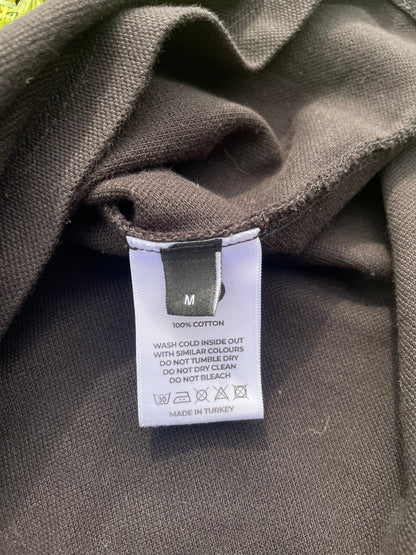 M
100% COTTON
WASH COLD INSIDE OUT
WITH SIMILAR COLOURS
DO NOT TUMBLE DRY
DO NOT DRY CLEAN
DO NOT BLEACH
30
MADE IN TURKEY